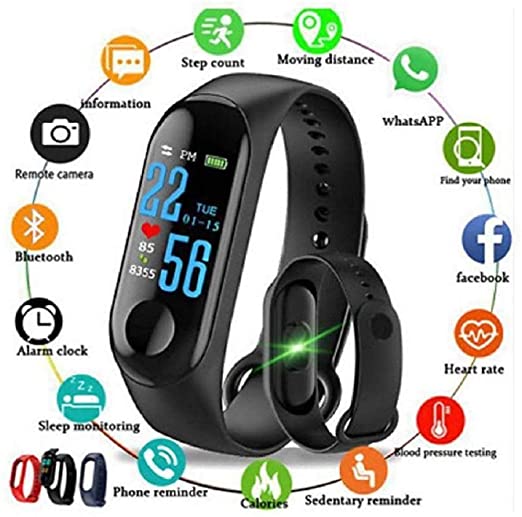 Step count
Moving distance
information
whatsAPP
Remote camera
Find your phone
PM
22
TUE
01-15
85
8355
56
Bluetooth
facebook
f
Alarm clock
Heart rate
zzz
Sleep monitoring
Blood pressure testing
Phone reminder
Calories
Sedentary reminder